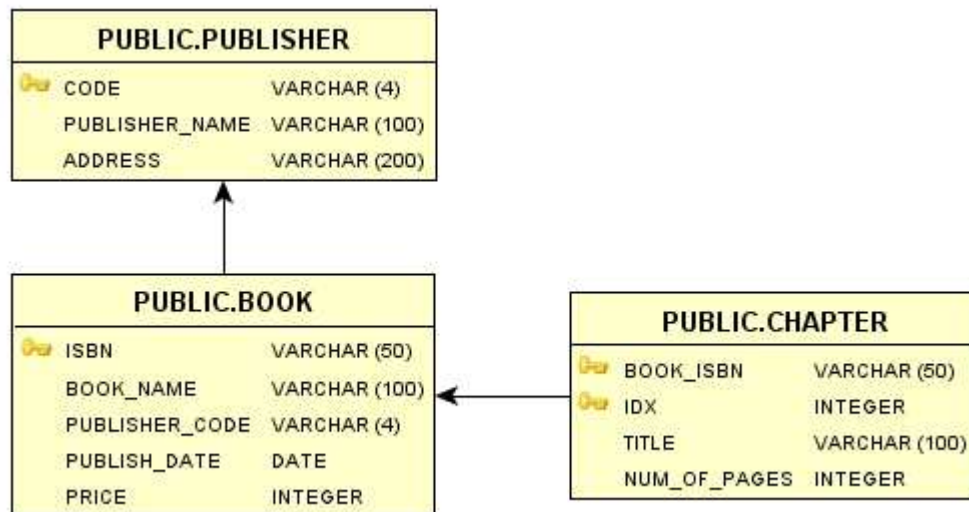 PUBLIC.PUBLISHER
CODE VARCHAR (4)
PUBLISHER_NAME VARCHAR (100)
ADDRESS VARCHAR (200)
PUBLIC.BOOK
ISBN VARCHAR (50)
BOOK_NAME VARCHAR (100)
PUBLISHER_CODE VARCHAR (4)
PUBLISH_DATE DATE
PRICE INTEGER
PUBLIC.CHAPTER
BOOK_ISBN VARCHAR (50)
IDX INTEGER
TITLE VARCHAR (100)
NUM_OF_PAGES INTEGER